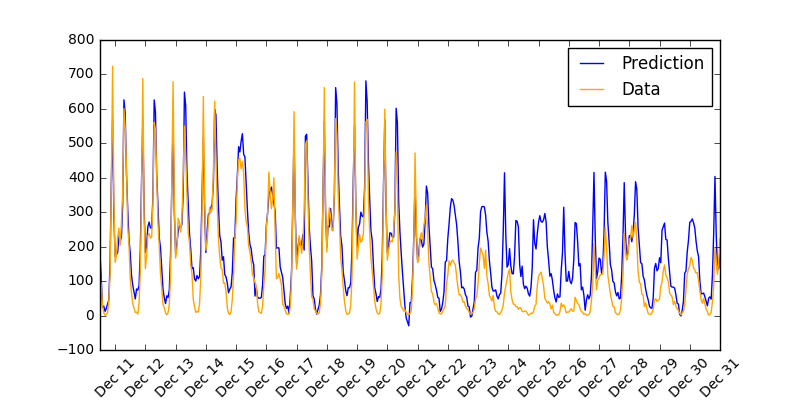 800
700
600
500
400
300
200
100
0
−100
Prediction
Data
Dec 11
Dec 12
Dec 13
Dec 14
Dec 15
Dec 16
Dec 17
Dec 18
Dec 19
Dec 20
Dec 21
Dec 22
Dec 23
Dec 24
Dec 25
Dec 26
Dec 27
Dec 28
Dec 29
Dec 30
Dec 31